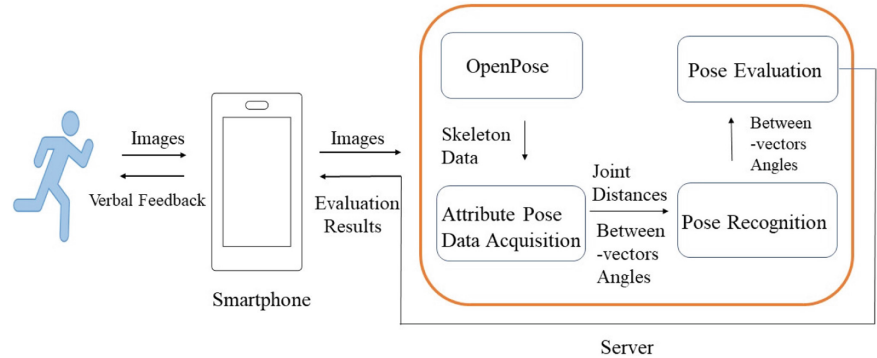 Images
Verbal Feedback
Smartphone
Images
Evaluation
Results
OpenPose
Skeleton
Data
Attribute Pose
Data Acquisition
Joint
Distances
Between
-vectors
Angles
Pose Recognition
Between
-vectors
Angles
Pose Evaluation
Server